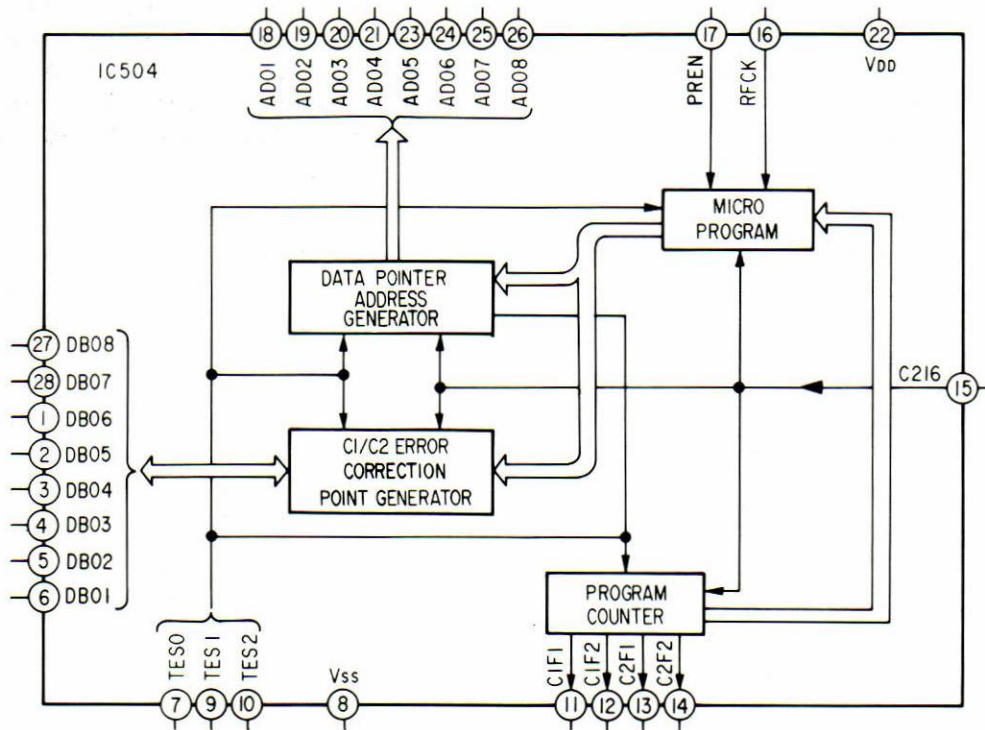 18 19 20 21 23 24 25 26 17 16 22
IC504
AD01 AD02 AD03 AD04 AD05 AD06 AD07 AD08 PREN RFCK VDD
MICRO
PROGRAM
DATA POINTER
ADDRESS
GENERATOR
27 DB08
28 DB07
1 DB06
2 DB05
3 DB04
4 DB03
5 DB02
6 DB01
C216 15
C1/C2 ERROR
CORRECTION
POINT GENERATOR
PROGRAM
COUNTER
TES0 TES1 TES2 VSS C1F1 C1F2 C2F1 C2F2
7 9 10 8 11 12 13 14